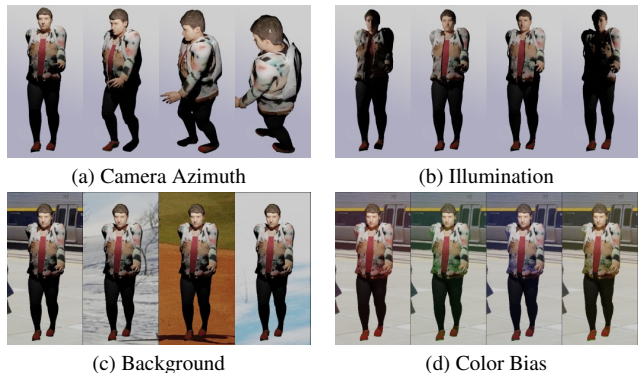 (a) Camera Azimuth
(b) Illumination
(c) Background
(d) Color Bias